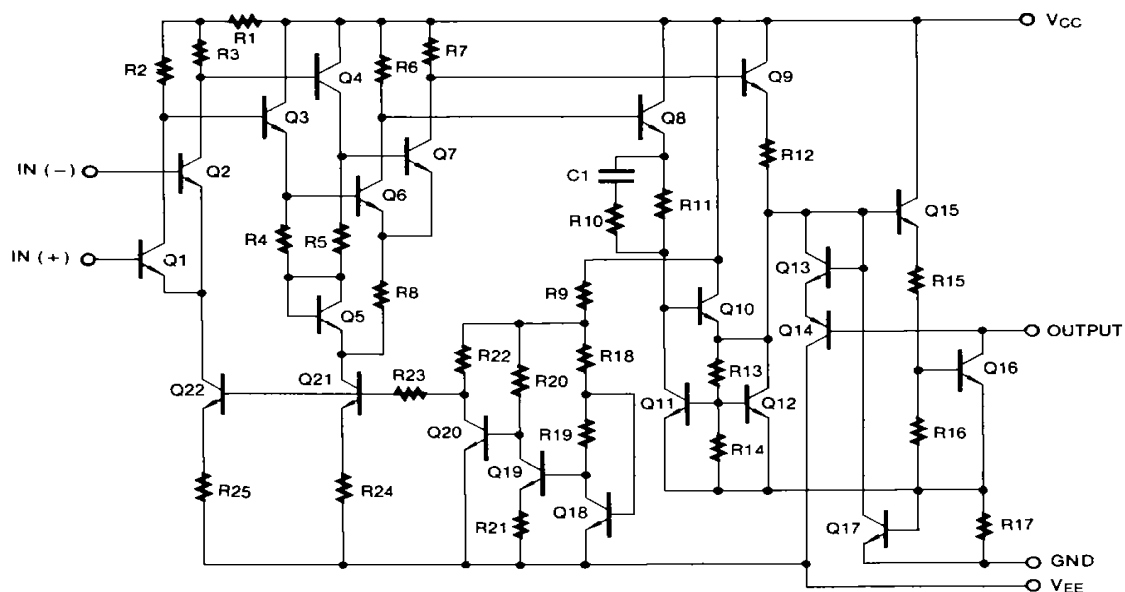 VCC
R1
R2
R3
R6
R7
Q4
Q9
Q3
Q8
IN (−)
Q2
Q7
C1
R12
Q6
R10
R11
Q15
IN (+)
Q1
R4
R5
Q13
R15
R8
R9
Q10
Q5
Q14
OUTPUT
R22
R18
Q22
Q21
R23
R20
R13
Q16
Q11
Q12
Q20
R19
R14
R16
Q19
R25
R24
R21
Q18
Q17
R17
GND
VEE